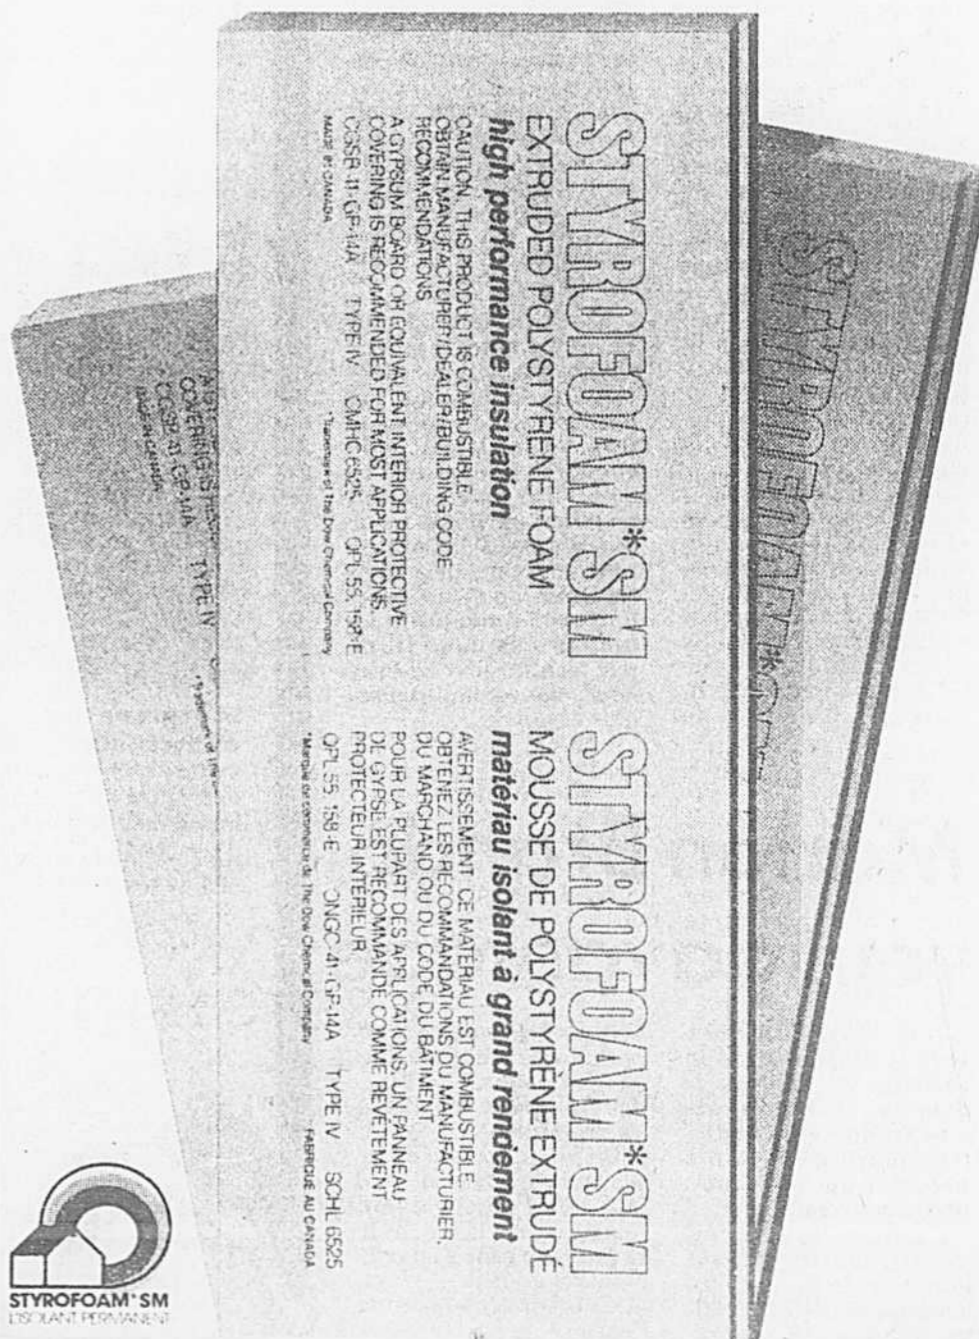 STYROFOAM*SM
EXTRUDED POLYSTYRENE FOAM
high performance insulation
CAUTION. THIS PRODUCT IS COMBUSTIBLE.
OBTAIN MANUFACTURER/DEALER/BUILDING CODE
RECOMMENDATIONS
A GYPSUM BOARD OR EQUIVALENT INTERIOR PROTECTIVE
COVERING IS RECOMMENDED FOR MOST APPLICATIONS.
CGSB 41-GP-14A TYPE IV CMHC 6525 QPL 55, 158-E
MADE IN CANADA *Trademark of The Dow Chemical Company
STYROFOAM*SM
MOUSSE DE POLYSTYRÈNE EXTRUDÉ
matériau isolant à grand rendement
AVERTISSEMENT. CE MATÉRIAU EST COMBUSTIBLE.
OBTENEZ LES RECOMMANDATIONS DU MANUFACTURIER,
DU MARCHAND OU DU CODE DU BÂTIMENT
POUR LA PLUPART DES APPLICATIONS, UN PANNEAU
DE GYPSE EST RECOMMANDÉ COMME REVÊTEMENT
PROTECTEUR INTÉRIEUR.
QPL 55 158-E ONGC-41-GP-14A TYPE IV SCHL 6525
*Marque de commerce de The Dow Chemical Company FABRIQUÉ AU CANADA
STYROFOAM*
COVERING IS
CGSB 41-GP-14A TYPE IV
MADE IN CANADA *Trademark of
STYROFOAM*SM
L'ISOLANT PERMANENT